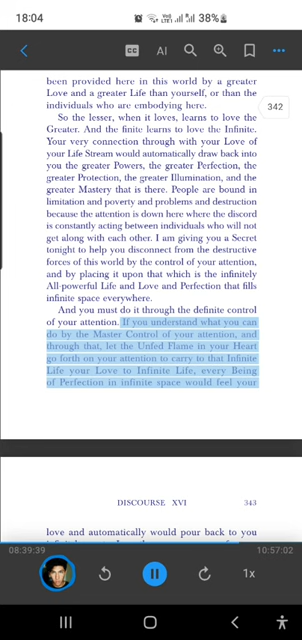 18:04
38%
CC
AI
been provided here in this world by a greater
342
Love and a greater Life than yourself, or than the
individuals who are embodying here.
So the lesser, when it loves, learns to love the
Greater. And the finite learns to love the Infinite.
Your very connection through with your Love of
your Life Stream would automatically draw back into
you the greater Powers, the greater Perfection, the
greater Protection, the greater Illumination, and the
greater Mastery that is there. People are bound in
limitation and poverty and problems and destruction
because the attention is down here where the discord
is constantly acting between individuals who will not
get along with each other. I am giving you a Secret
tonight to help you disconnect from the destructive
forces of this world by the control of your attention,
and by placing it upon that which is the infinitely
All-powerful Life and Love and Perfection that fills
infinite space everywhere.
And you must do it through the definite control
of your attention. If you understand what you can
do by the Master Control of your attention, and
through that, let the Unfed Flame in your Heart
go forth on your attention to carry to that Infinite
Life your Love to Infinite Life, every Being
of Perfection in infinite space would feel your
DISCOURSE XVI 343
love and automatically would pour back to you
08:39:39
10:57:02
1x